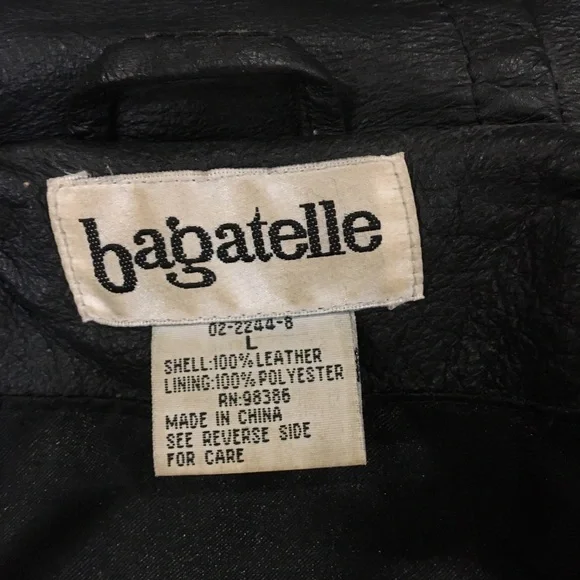 bagatelle
02-2244-8
L
SHELL:100% LEATHER
LINING:100% POLYESTER
RN:98386
MADE IN CHINA
SEE REVERSE SIDE
FOR CARE